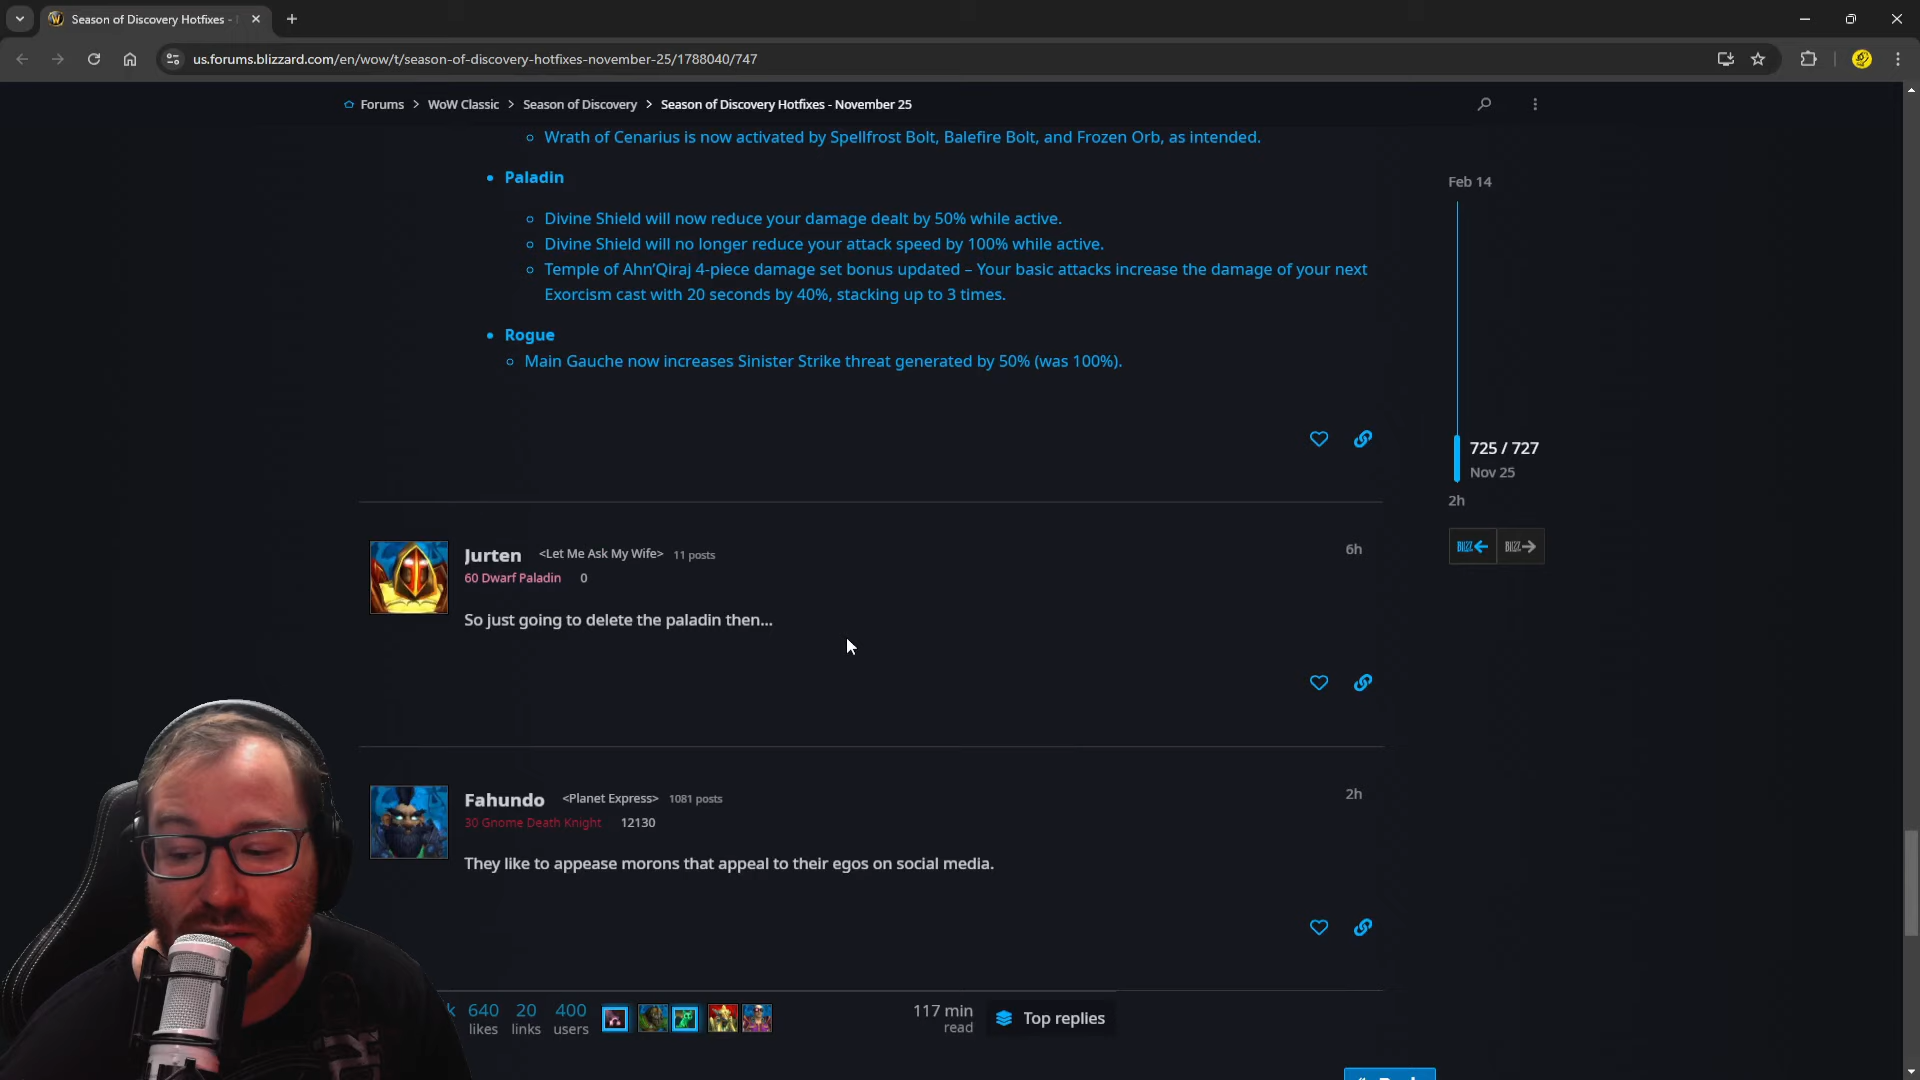 Season of Discovery Hotfixes -
us.forums.blizzard.com/en/wow/t/season-of-discovery-hotfixes-november-25/1788040/747
Forums > WoW Classic > Season of Discovery > Season of Discovery Hotfixes - November 25
Wrath of Cenarius is now activated by Spellfrost Bolt, Balefire Bolt, and Frozen Orb, as intended.
Paladin
Divine Shield will now reduce your damage dealt by 50% while active.
Divine Shield will no longer reduce your attack speed by 100% while active.
Temple of Ahn'Qiraj 4-piece damage set bonus updated – Your basic attacks increase the damage of your next
Exorcism cast with 20 seconds by 40%, stacking up to 3 times.
Rogue
Main Gauche now increases Sinister Strike threat generated by 50% (was 100%).
Feb 14
725 / 727
Nov 25
2h
BLIZZ BLIZZ
Jurten <Let Me Ask My Wife> 11 posts 6h
60 Dwarf Paladin 0
So just going to delete the paladin then...
Fahundo <Planet Express> 1081 posts 2h
30 Gnome Death Knight 12130
They like to appease morons that appeal to their egos on social media.
640 20 400 117 min
likes links users read
Top replies